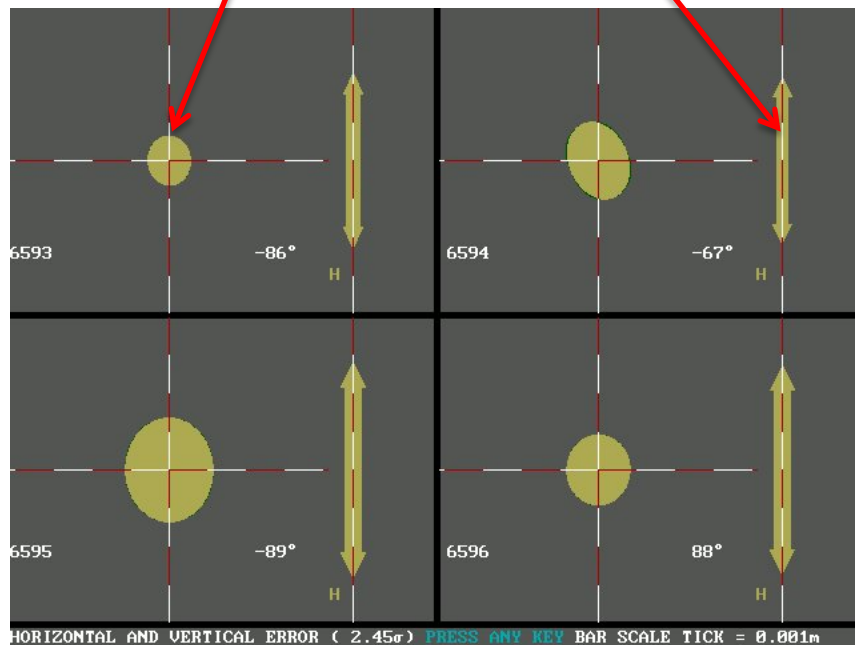 6593 -86°
H
6594 -67°
H
6595 -89°
H
6596 88°
H
HORIZONTAL AND VERTICAL ERROR ( 2.45σ) PRESS ANY KEY BAR SCALE TICK = 0.001m